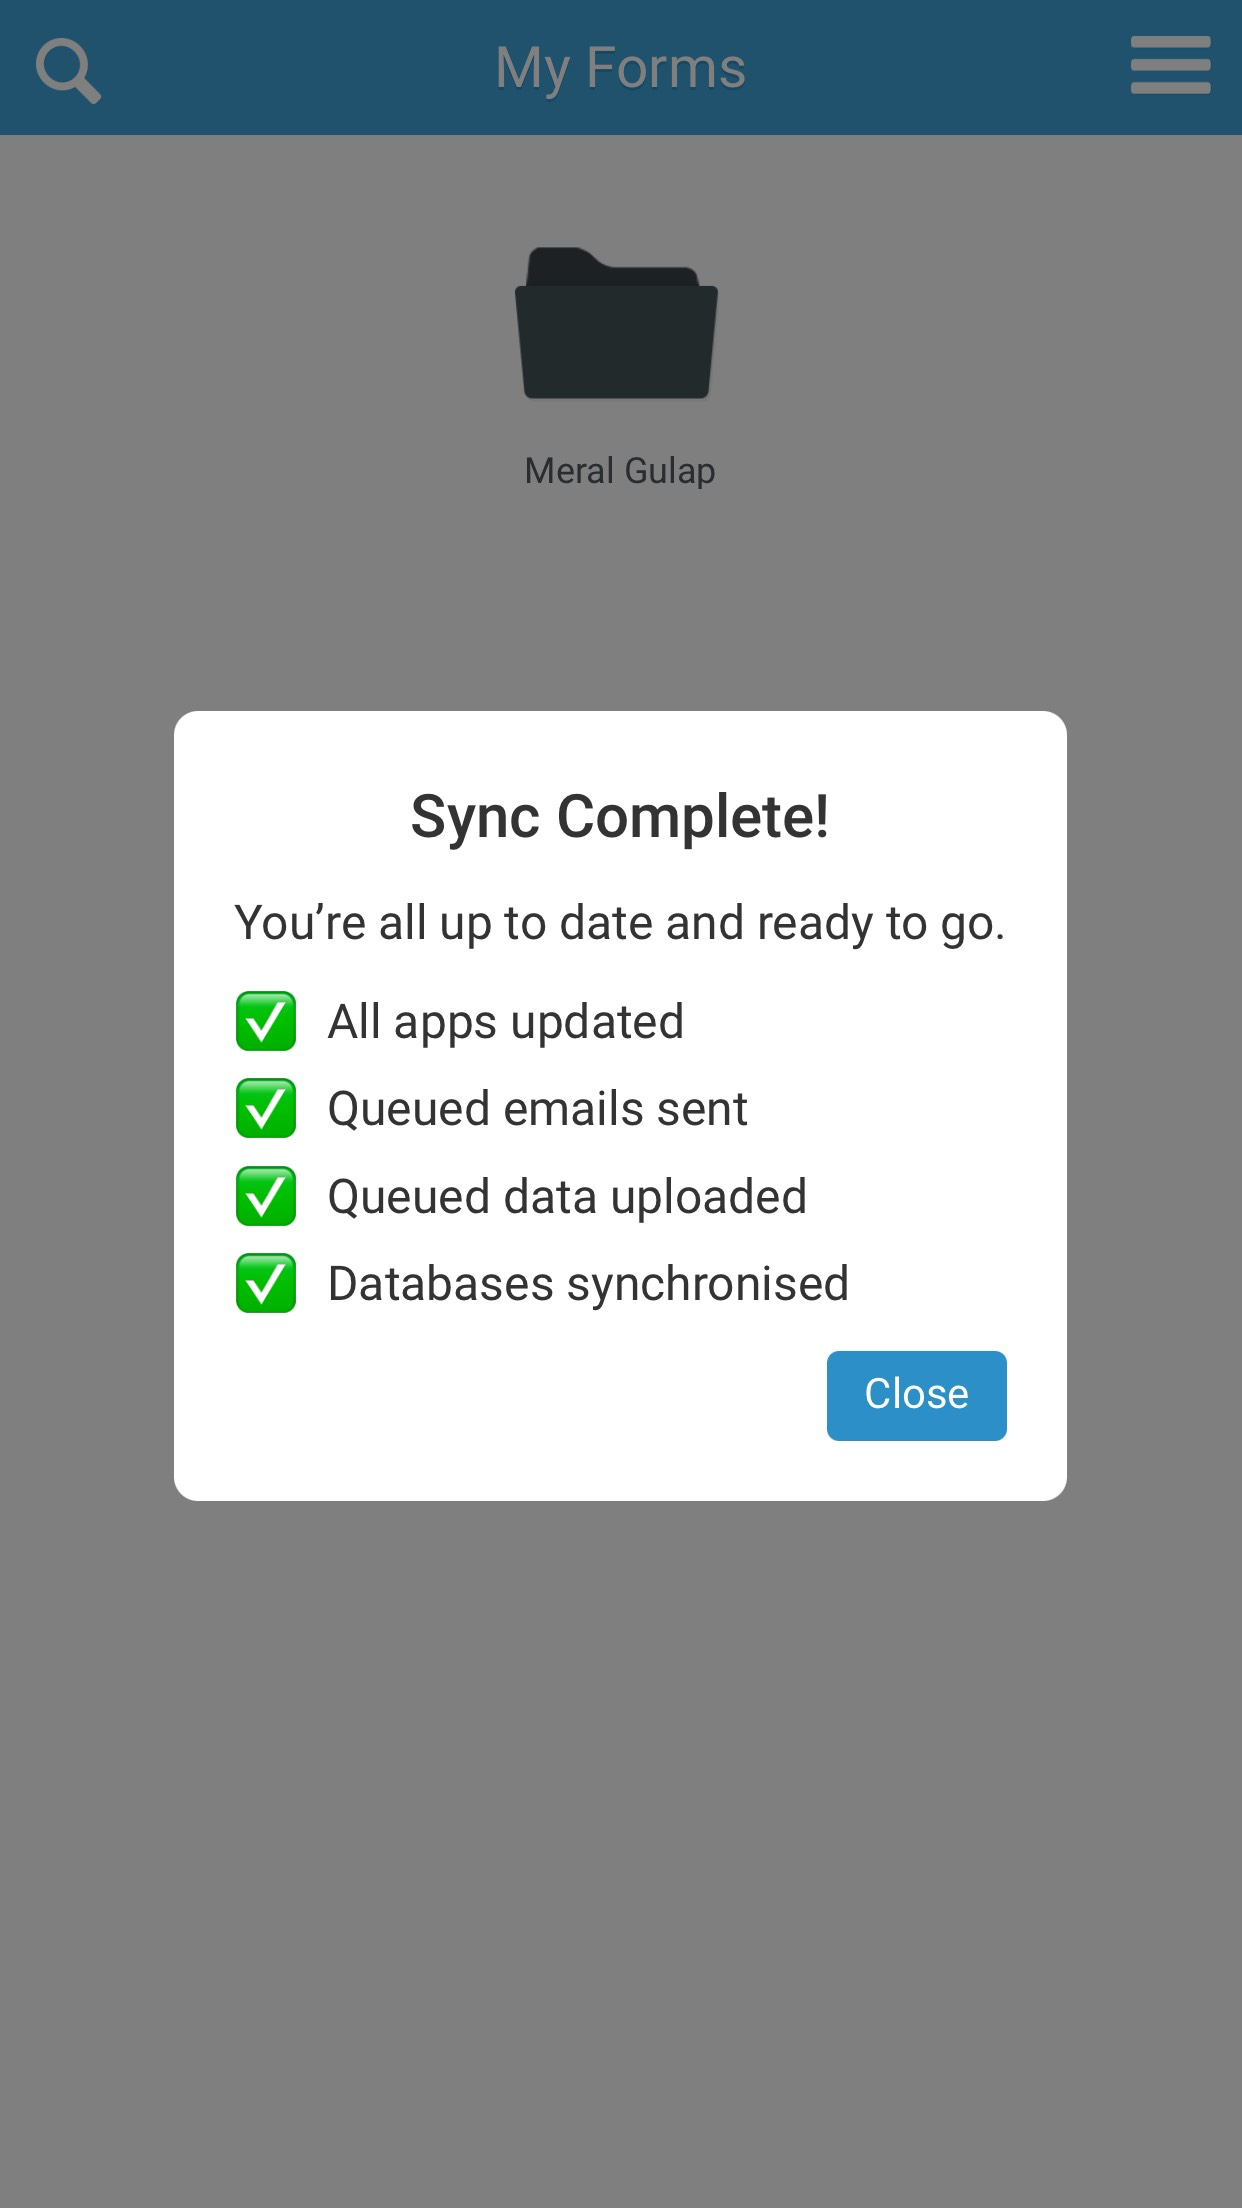 My Forms
Meral Gulap
Sync Complete!
You’re all up to date and ready to go.
All apps updated
Queued emails sent
Queued data uploaded
Databases synchronised
Close